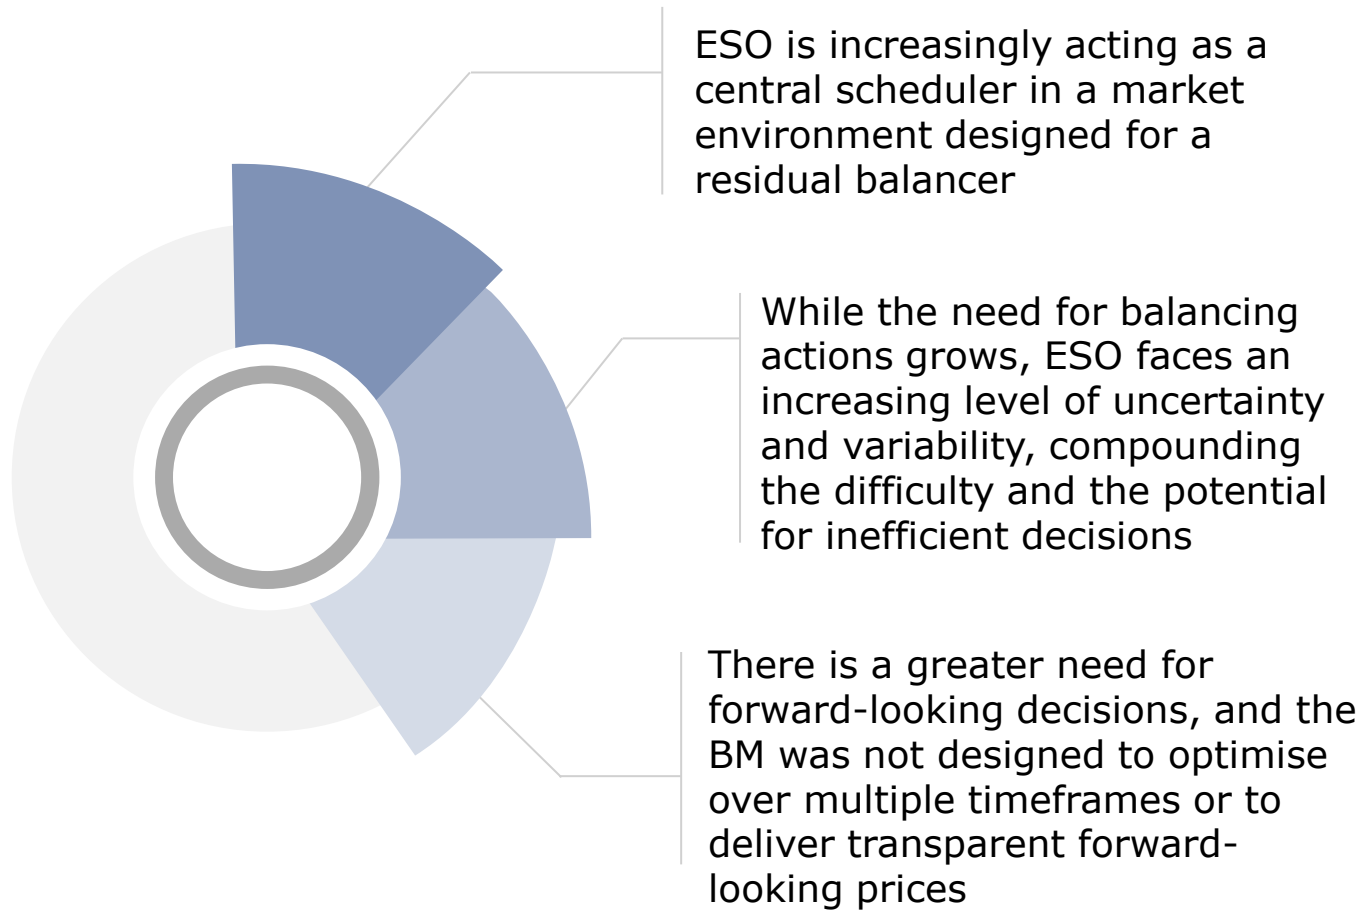 ESO is increasingly acting as a
central scheduler in a market
environment designed for a
residual balancer
While the need for balancing
actions grows, ESO faces an
increasing level of uncertainty
and variability, compounding
the difficulty and the potential
for inefficient decisions
There is a greater need for
forward-looking decisions, and the
BM was not designed to optimise
over multiple timeframes or to
deliver transparent forward-
looking prices